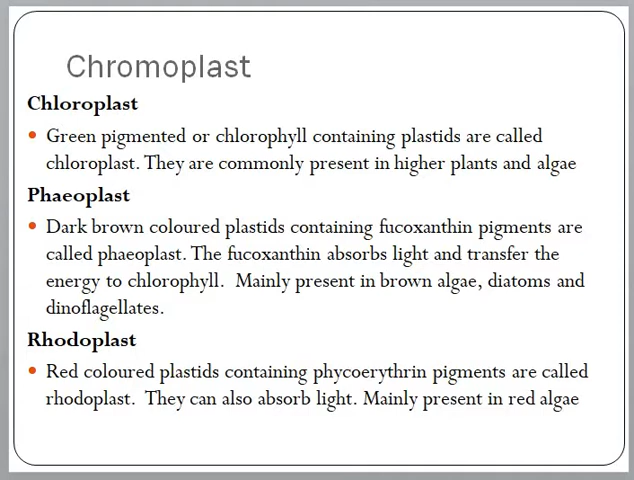 Chromoplast
Chloroplast
• Green pigmented or chlorophyll containing plastids are called
chloroplast. They are commonly present in higher plants and algae
Phaeoplast
• Dark brown coloured plastids containing fucoxanthin pigments are
called phaeoplast. The fucoxanthin absorbs light and transfer the
energy to chlorophyll.  Mainly present in brown algae, diatoms and
dinoflagellates.
Rhodoplast
• Red coloured plastids containing phycoerythrin pigments are called
rhodoplast.  They can also absorb light. Mainly present in red algae